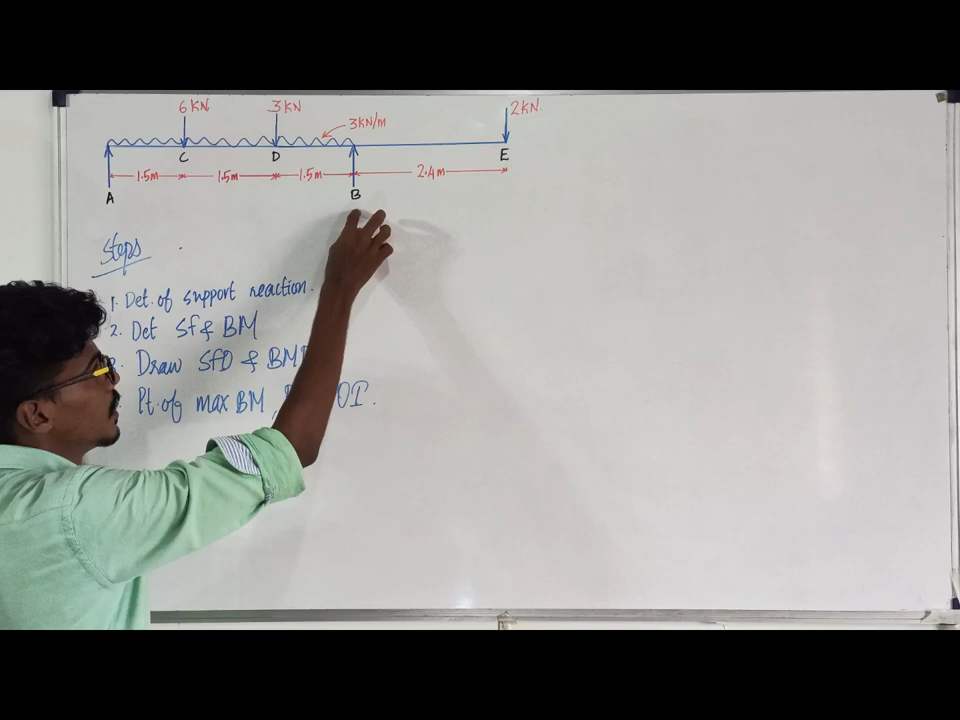 6KN 3KN 2KN.
3KN/m
C D E
1.5m 1.5m 1.5m 2.4m
A B
Steps
1. Det. of support reaction.
2. Det Sf & BM
Draw SFD & BM
Pt. of max BM, OI.